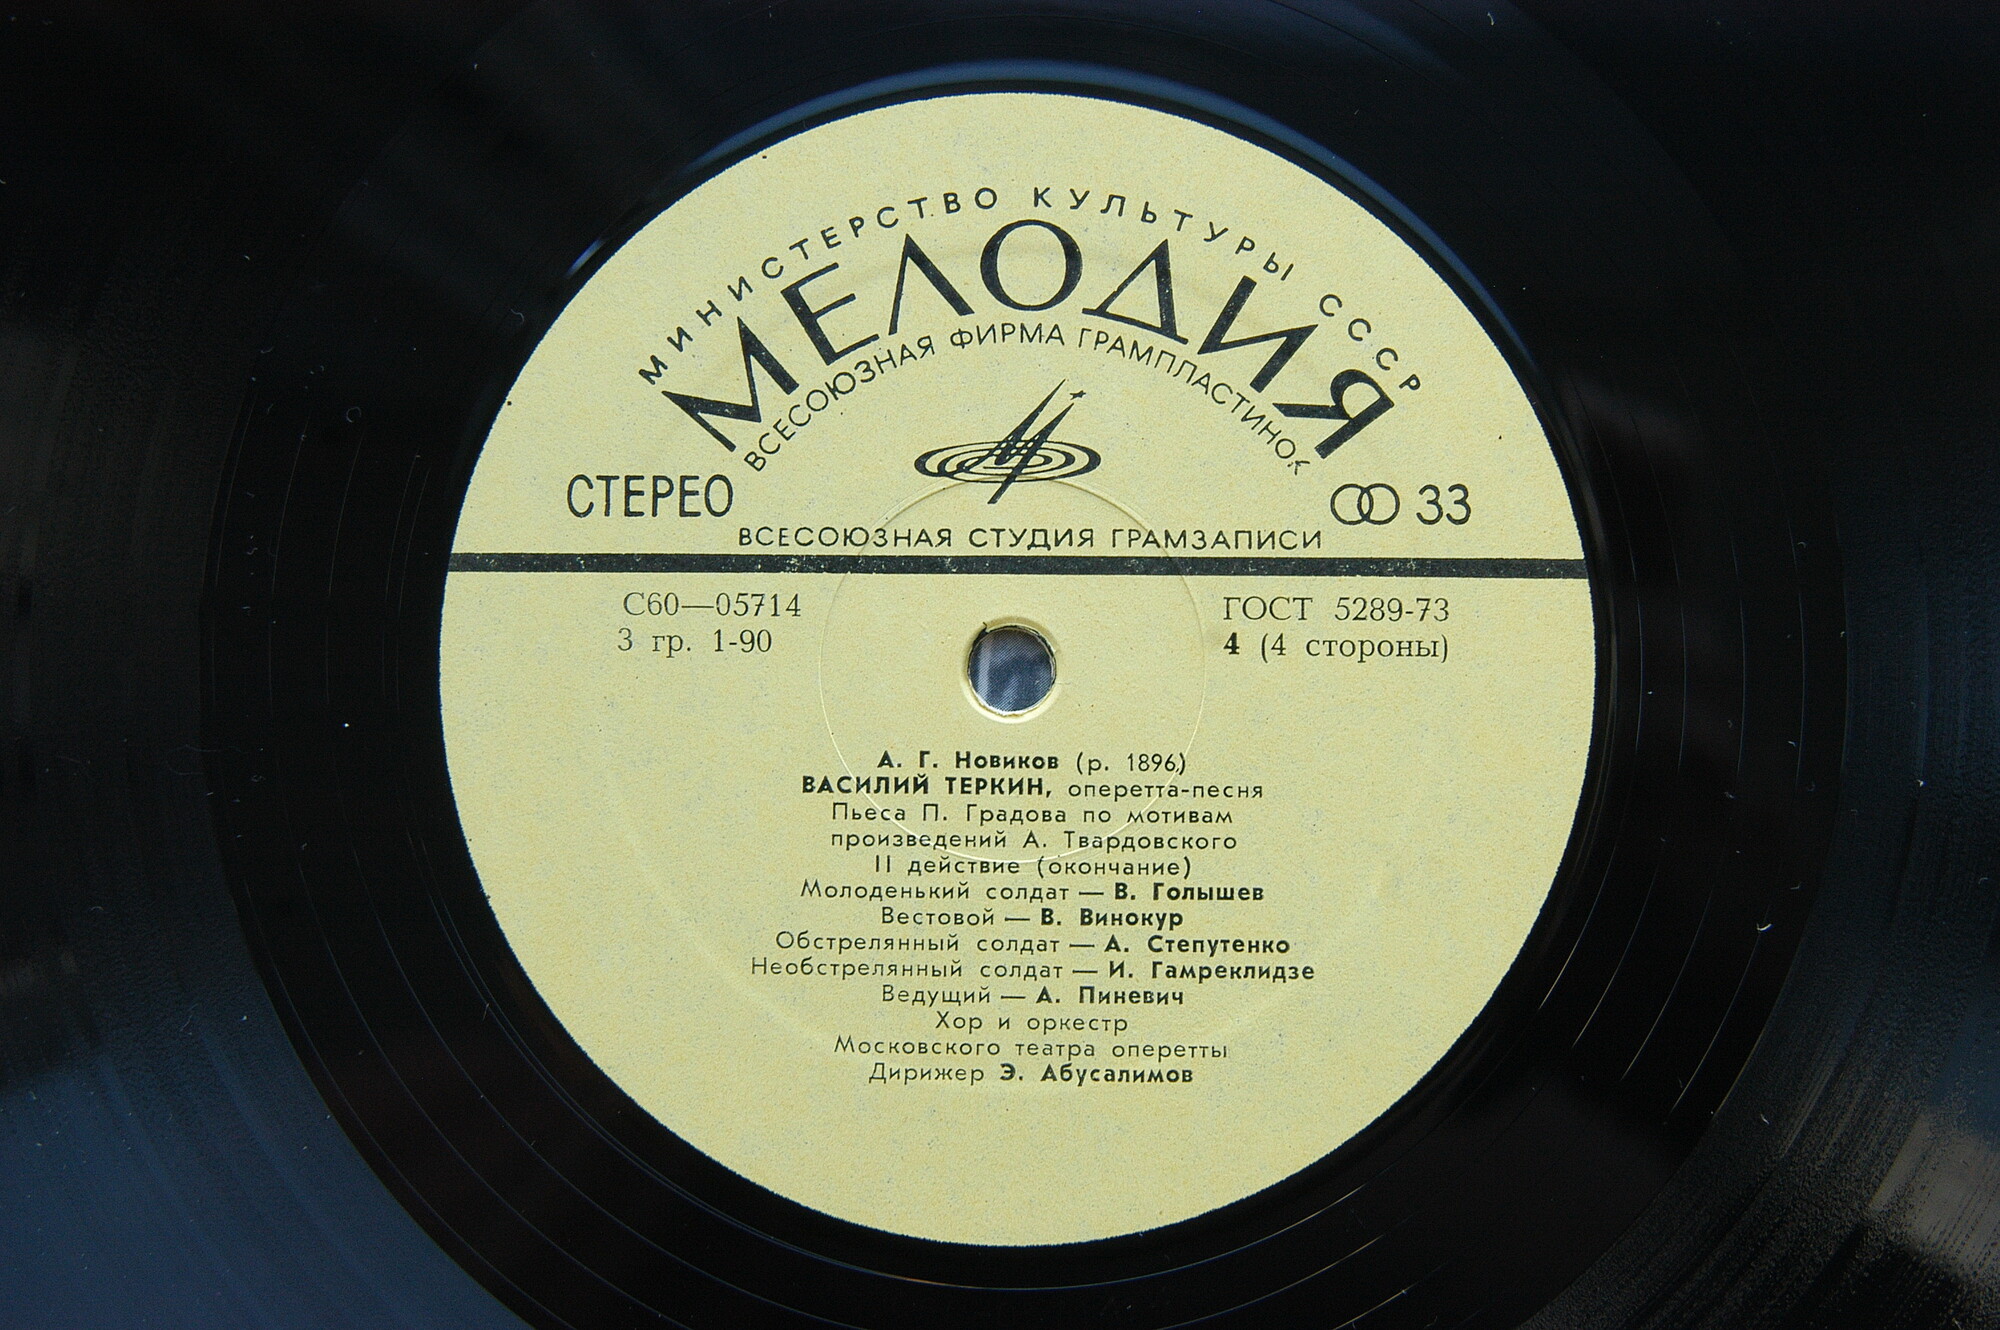 МИНИСТЕРСТВО КУЛЬТУРЫ СССР
МЕЛОДИЯ
ВСЕСОЮЗНАЯ ФИРМА ГРАМПЛАСТИНОК
СТЕРЕО
33
ВСЕСОЮЗНАЯ СТУДИЯ ГРАМЗАПИСИ
С60—05714
ГОСТ 5289-73
3 гр. 1-90
4 (4 стороны)
А. Г. Новиков (р. 1896)
ВАСИЛИЙ ТЕРКИН, оперетта-песня
Пьеса П. Градова по мотивам
произведений А. Твардовского
II действие (окончание)
Молоденький солдат — В. Голышев
Вестовой — В. Винокур
Обстрелянный солдат — А. Степутенко
Необстрелянный солдат — И. Гамреклидзе
Ведущий — А. Пиневич
Хор и оркестр
Московского театра оперетты
Дирижер Э. Абусалимов